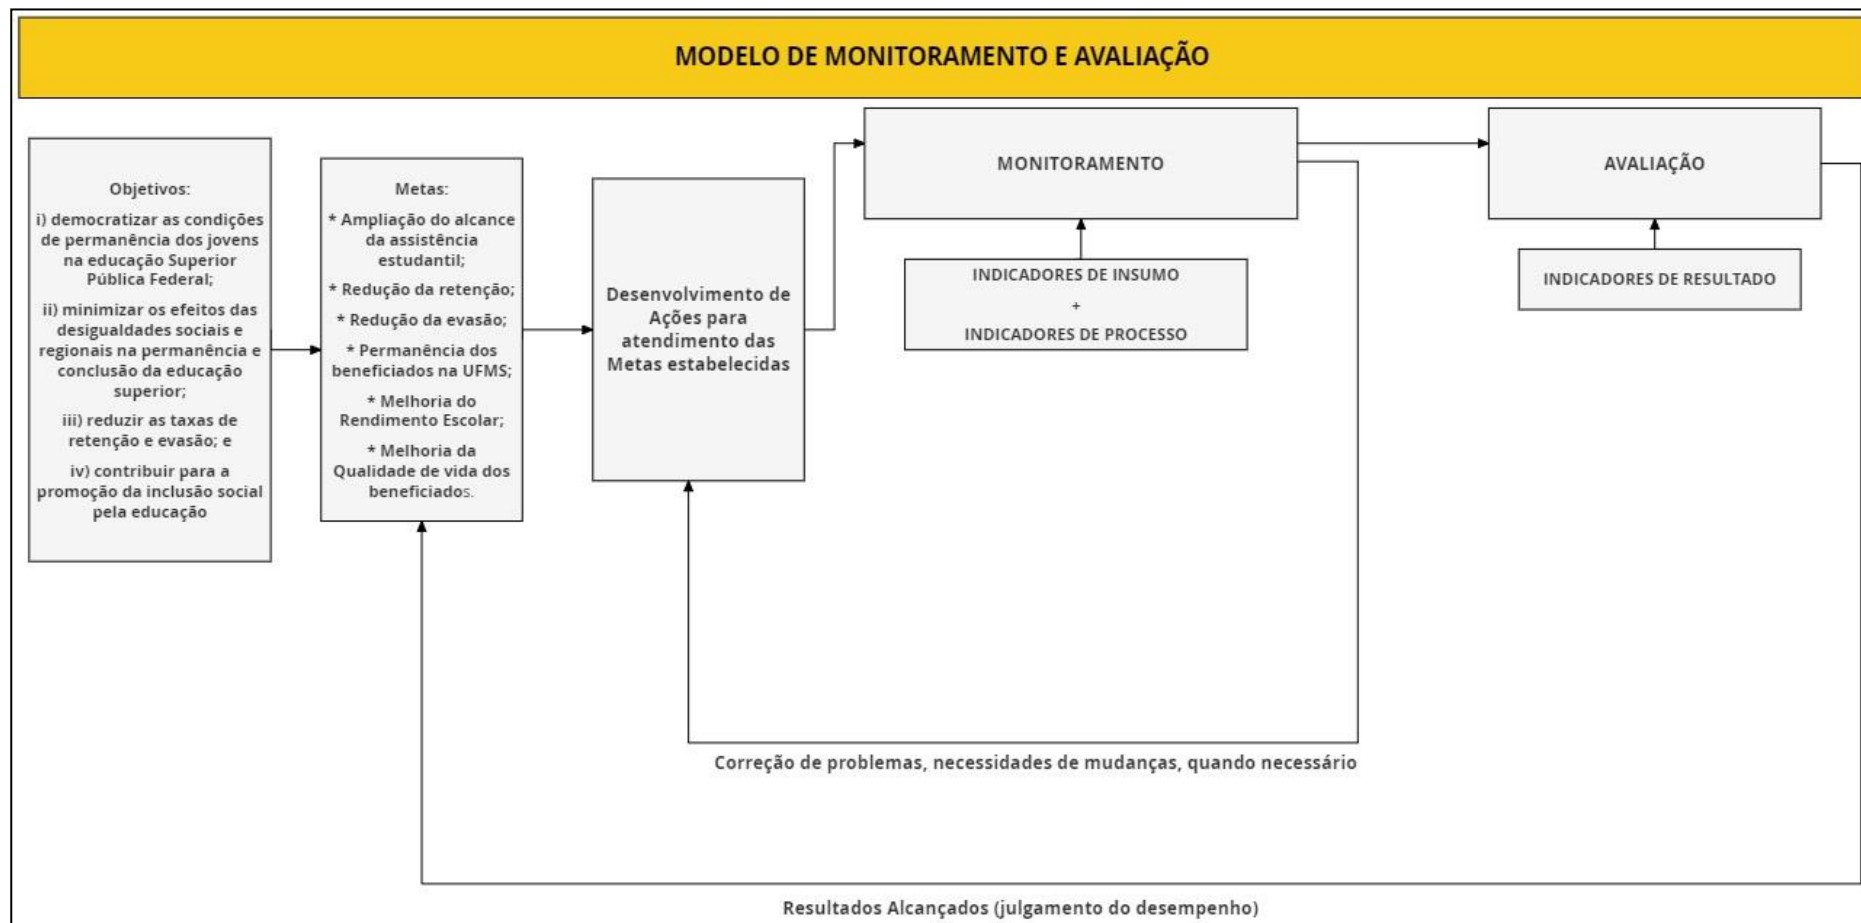 MODELO DE MONITORAMENTO E AVALIAÇÃO
Objetivos:
i) democratizar as condições
de permanência dos jovens
na educação Superior
Pública Federal;
ii) minimizar os efeitos das
desigualdades sociais e
regionais na permanência e
conclusão da educação
superior;
iii) reduzir as taxas de
retenção e evasão; e
iv) contribuir para a
promoção da inclusão social
pela educação
Metas:
* Ampliação do alcance
da assistência
estudantil;
* Redução da retenção;
* Redução da evasão;
* Permanência dos
beneficiados na UFMS;
* Melhoria do
Rendimento Escolar;
* Melhoria da
Qualidade de vida dos
beneficiados.
Desenvolvimento de
Ações para
atendimento das
Metas estabelecidas
MONITORAMENTO
INDICADORES DE INSUMO
+
INDICADORES DE PROCESSO
AVALIAÇÃO
INDICADORES DE RESULTADO
Correção de problemas, necessidades de mudanças, quando necessário
Resultados Alcançados (julgamento do desempenho)